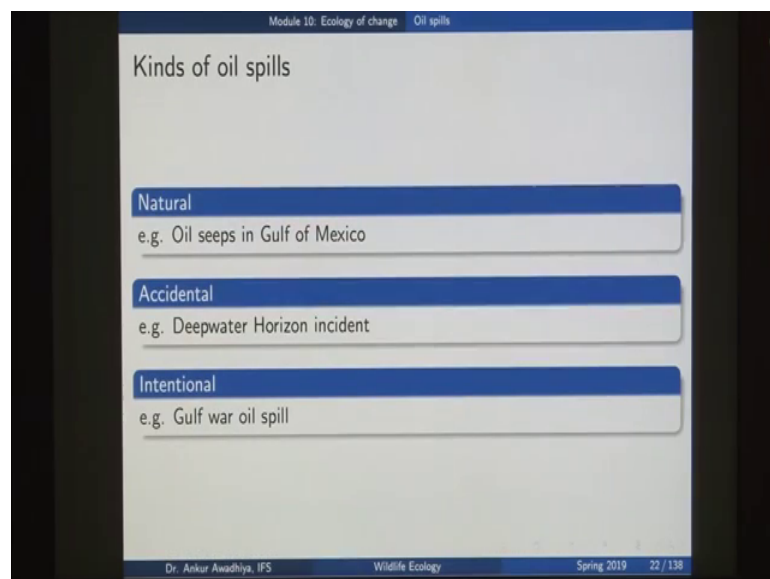 Module 10: Ecology of change Oil spills
Kinds of oil spills
Natural
e.g. Oil seeps in Gulf of Mexico
Accidental
e.g. Deepwater Horizon incident
Intentional
e.g. Gulf war oil spill
Dr. Ankur Awadhiya, IFS Wildlife Ecology Spring 2019 22 / 138